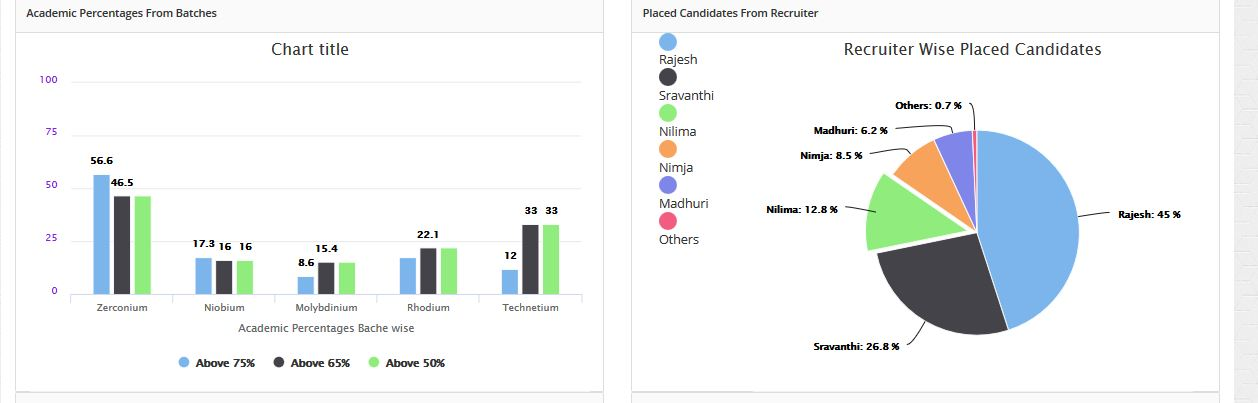 Academic Percentages From Batches
Chart title
100
75
50
25
0
56.6
46.5
17.3 16 16
8.6
15.4
22.1
12
33 33
Zerconium Niobium Molybdinium Rhodium Technetium
Academic Percentages Bache wise
Above 75% Above 65% Above 50%
Placed Candidates From Recruiter
Rajesh
Sravanthi
Nilima
Nimja
Madhuri
Others
Recruiter Wise Placed Candidates
Others: 0.7 %
Madhuri: 6.2 %
Nimja: 8.5 %
Nilima: 12.8 %
Rajesh: 45 %
Sravanthi: 26.8 %